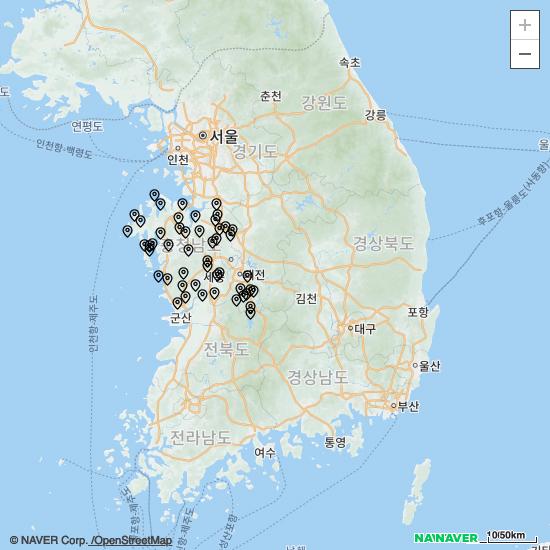 +
−
속초
춘천
강원도
강릉
연평도
서울
인천항-백령도
인천
경기도
후포항-울릉도(사동항)
경상북도
대전
김천
포항
인천항-제주도
군산
대구
전북도
울산
경상남도
부산
전라남도
통영
여수
© NAVER Corp. /OpenStreetMap
NAVER
10/50km